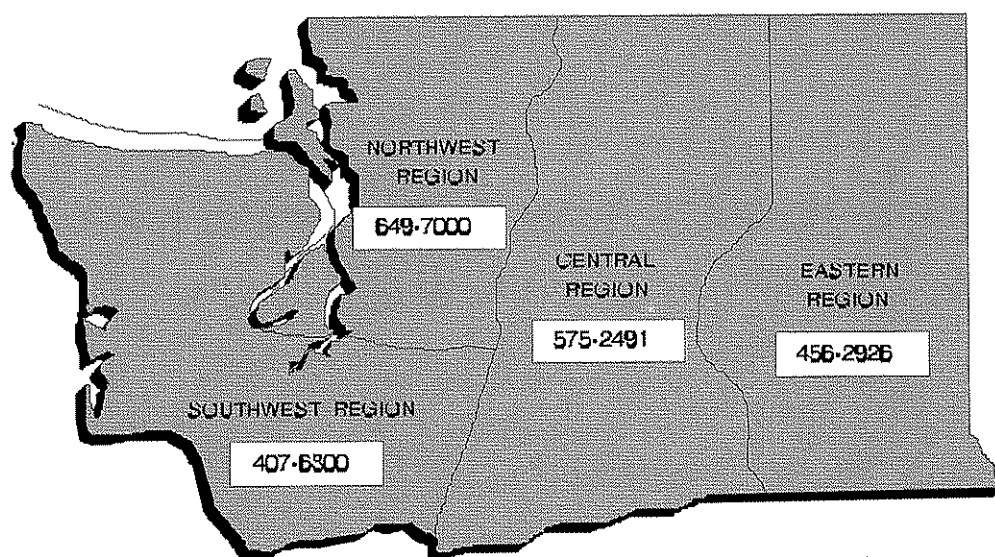 NORTHWEST
REGION
649-7000
CENTRAL
REGION
575-2491
EASTERN
REGION
456-2926
SOUTHWEST REGION
407-6300